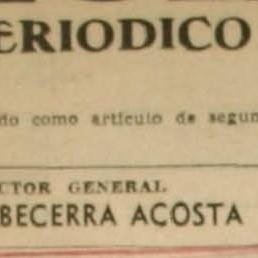 ERIODICO
do como articulo de segun
CTOR GENERAL
BECERRA ACOSTA